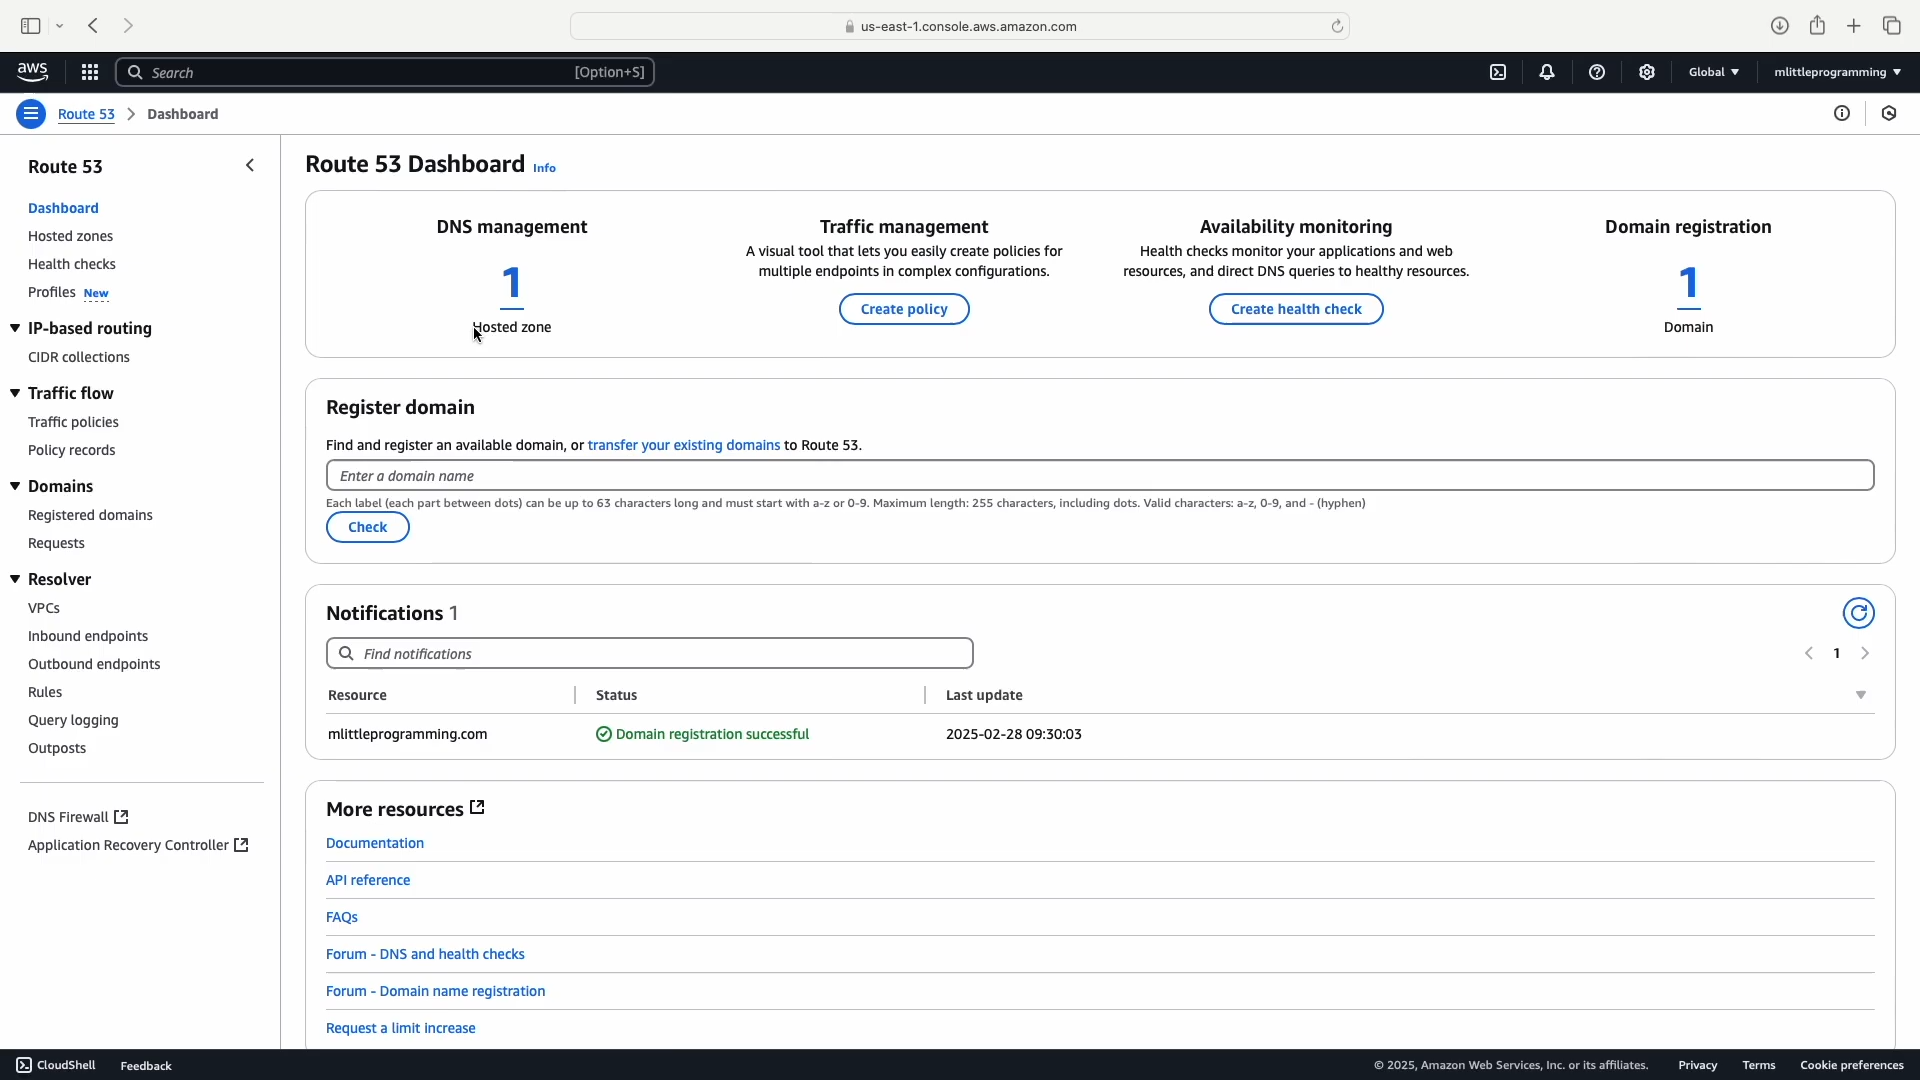 us-east-1.console.aws.amazon.com
aws
Search
[Option+S]
Global
mlittleprogramming
Route 53
Dashboard
Route 53
Dashboard
Hosted zones
Health checks
Profiles New
IP-based routing
CIDR collections
Traffic flow
Traffic policies
Policy records
Domains
Registered domains
Requests
Resolver
VPCs
Inbound endpoints
Outbound endpoints
Rules
Query logging
Outposts
DNS Firewall
Application Recovery Controller
Route 53 Dashboard Info
DNS management
1
Hosted zone
Traffic management
A visual tool that lets you easily create policies for
multiple endpoints in complex configurations.
Create policy
Availability monitoring
Health checks monitor your applications and web
resources, and direct DNS queries to healthy resources.
Create health check
Domain registration
1
Domain
Register domain
Find and register an available domain, or transfer your existing domains to Route 53.
Enter a domain name
Each label (each part between dots) can be up to 63 characters long and must start with a-z or 0-9. Maximum length: 255 characters, including dots. Valid characters: a-z, 0-9, and - (hyphen)
Check
Notifications 1
Find notifications
1
Resource Status Last update
mlittleprogramming.com Domain registration successful 2025-02-28 09:30:03
More resources
Documentation
API reference
FAQs
Forum - DNS and health checks
Forum - Domain name registration
Request a limit increase
CloudShell
Feedback
© 2025, Amazon Web Services, Inc. or its affiliates.
Privacy
Terms
Cookie preferences